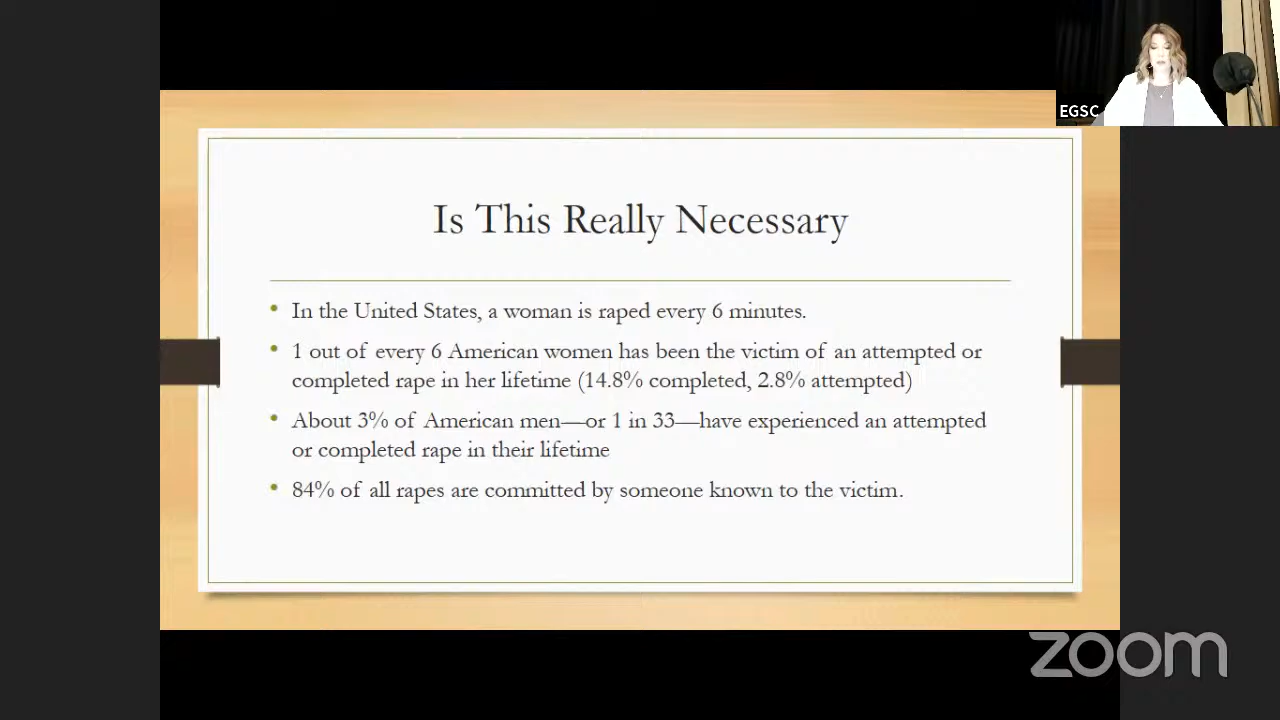 EGSC
Is This Really Necessary
• In the United States, a woman is raped every 6 minutes.
• 1 out of every 6 American women has been the victim of an attempted or
completed rape in her lifetime (14.8% completed, 2.8% attempted)
• About 3% of American men—or 1 in 33—have experienced an attempted
or completed rape in their lifetime
• 84% of all rapes are committed by someone known to the victim.
zoom